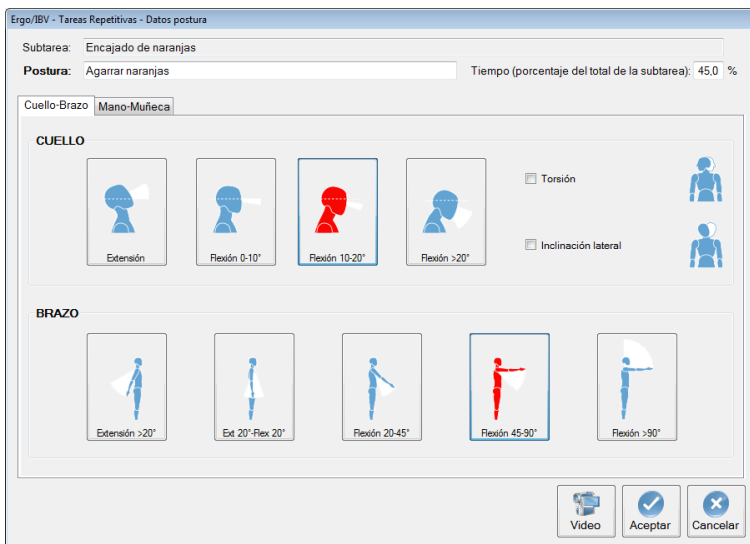 Ergo/IBV - Tareas Repetitivas - Datos postura
Subtarea: Encajado de naranjas
Postura: Agarrar naranjas Tiempo (porcentaje del total de la subtarea): 45,0 %
Cuello-Brazo Mano-Muñeca
CUELLO
Torsión
Inclinación lateral
Extensión Flexión 0-10° Flexión 10-20° Flexión >20°
BRAZO
Extensión >20° Ext 20°-Flex 20° Flexión 20-45° Flexión 45-90° Flexión >90°
Video Aceptar Cancelar